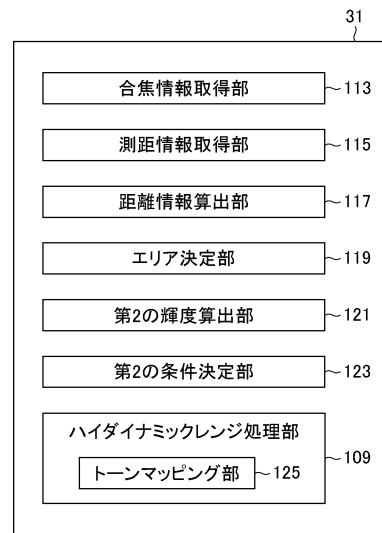 31
合焦情報取得部 113
測距情報取得部 115
距離情報算出部 117
エリア決定部 119
第2の輝度算出部 121
第2の条件決定部 123
ハイダイナミックレンジ処理部 109
トーンマッピング部 125